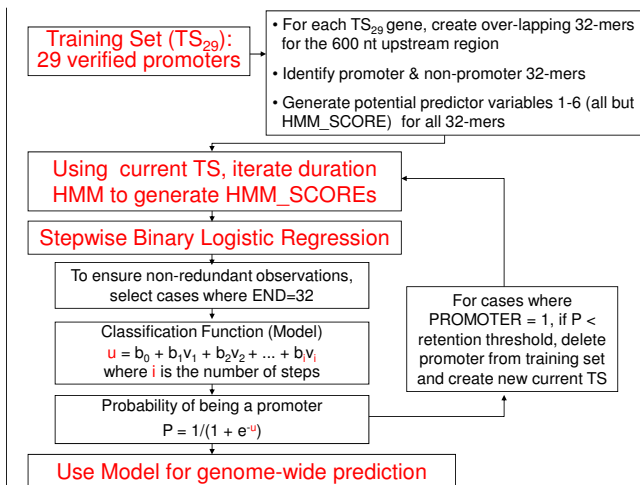 Training Set (TS29):
29 verified promoters
• For each TS29 gene, create over-lapping 32-mers
for the 600 nt upstream region
• Identify promoter & non-promoter 32-mers
• Generate potential predictor variables 1-6 (all but
HMM_SCORE) for all 32-mers
Using current TS, iterate duration
HMM to generate HMM_SCOREs
Stepwise Binary Logistic Regression
To ensure non-redundant observations,
select cases where END=32
Classification Function (Model)
u = b0 + b1v1 + b2v2 + ... + bivi
where i is the number of steps
Probability of being a promoter
P = 1/(1 + e-u)
For cases where
PROMOTER = 1, if P <
retention threshold, delete
promoter from training set
and create new current TS
Use Model for genome-wide prediction